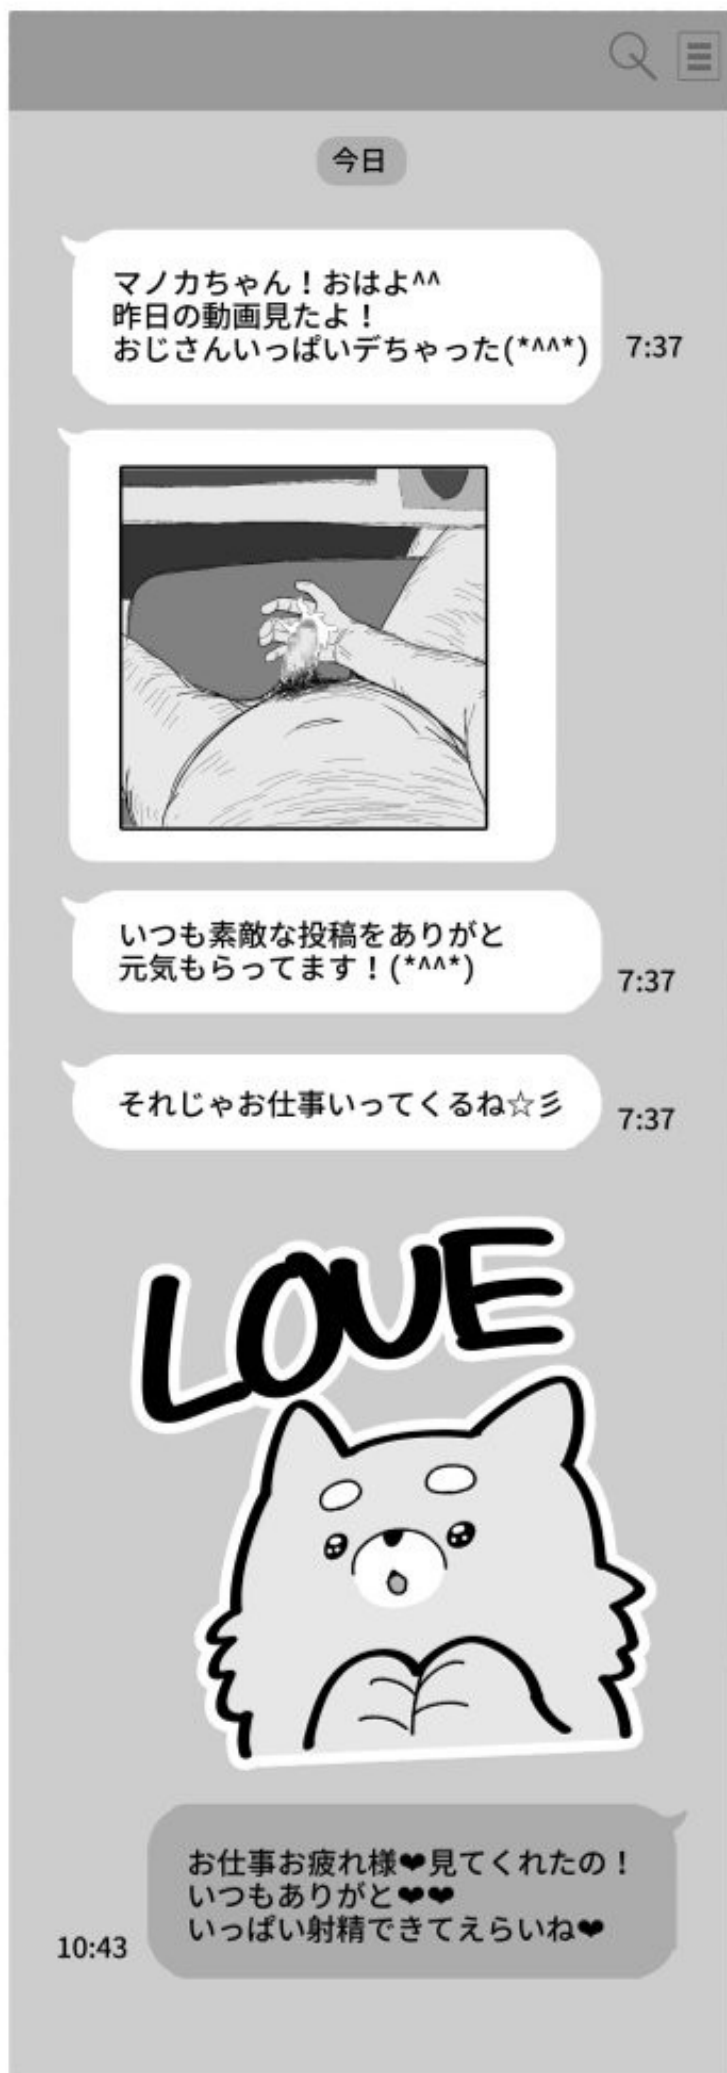 今日
マノカちゃん！おはよ^^
昨日の動画見たよ！
おじさんいっぱいデちゃった(*^^*)
7:37
いつも素敵な投稿をありがと
元気もらってます！(*^^*)
7:37
それじゃお仕事いってくるね☆彡
7:37
LOVE
お仕事お疲れ様❤見てくれたの！
いつもありがと❤❤
いっぱい射精できてえらいね❤
10:43